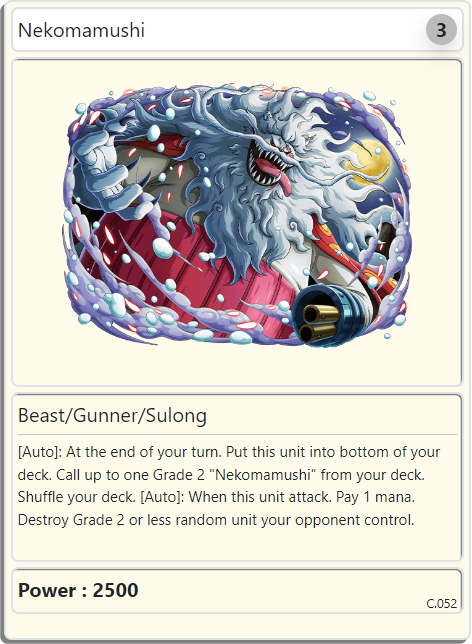 Nekomamushi
3
Beast/Gunner/Sulong
[Auto]: At the end of your turn. Put this unit into bottom of your
deck. Call up to one Grade 2 "Nekomamushi" from your deck.
Shuffle your deck. [Auto]: When this unit attack. Pay 1 mana.
Destroy Grade 2 or less random unit your opponent control.
Power : 2500
C.052